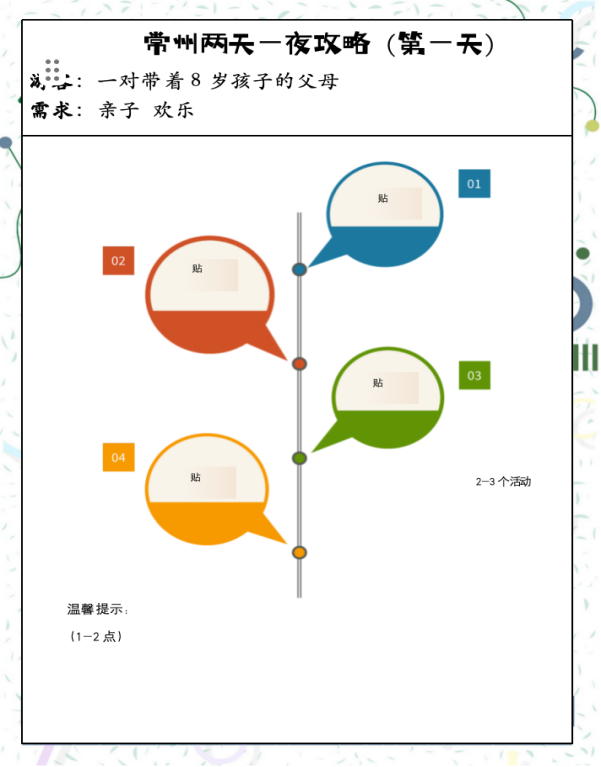 常州两天一夜攻略（第一天）
：一对带着8岁孩子的父母
需求：亲子 欢乐
01
贴
02
贴
03
贴
04
贴
2—3个活动
温馨提示：
（1—2点）